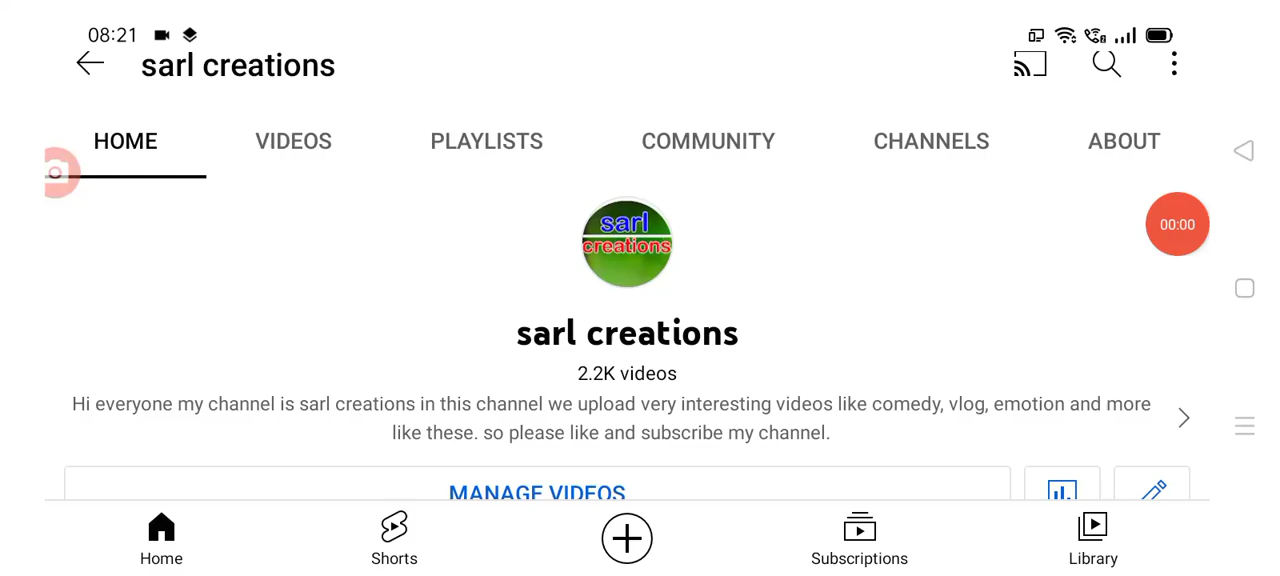 08:21
sarl creations
HOME VIDEOS PLAYLISTS COMMUNITY CHANNELS ABOUT
sarl
creations
00:00
sarl creations
2.2K videos
Hi everyone my channel is sarl creations in this channel we upload very interesting videos like comedy, vlog, emotion and more
like these. so please like and subscribe my channel.
MANAGE VIDEOS
Home Shorts Subscriptions Library